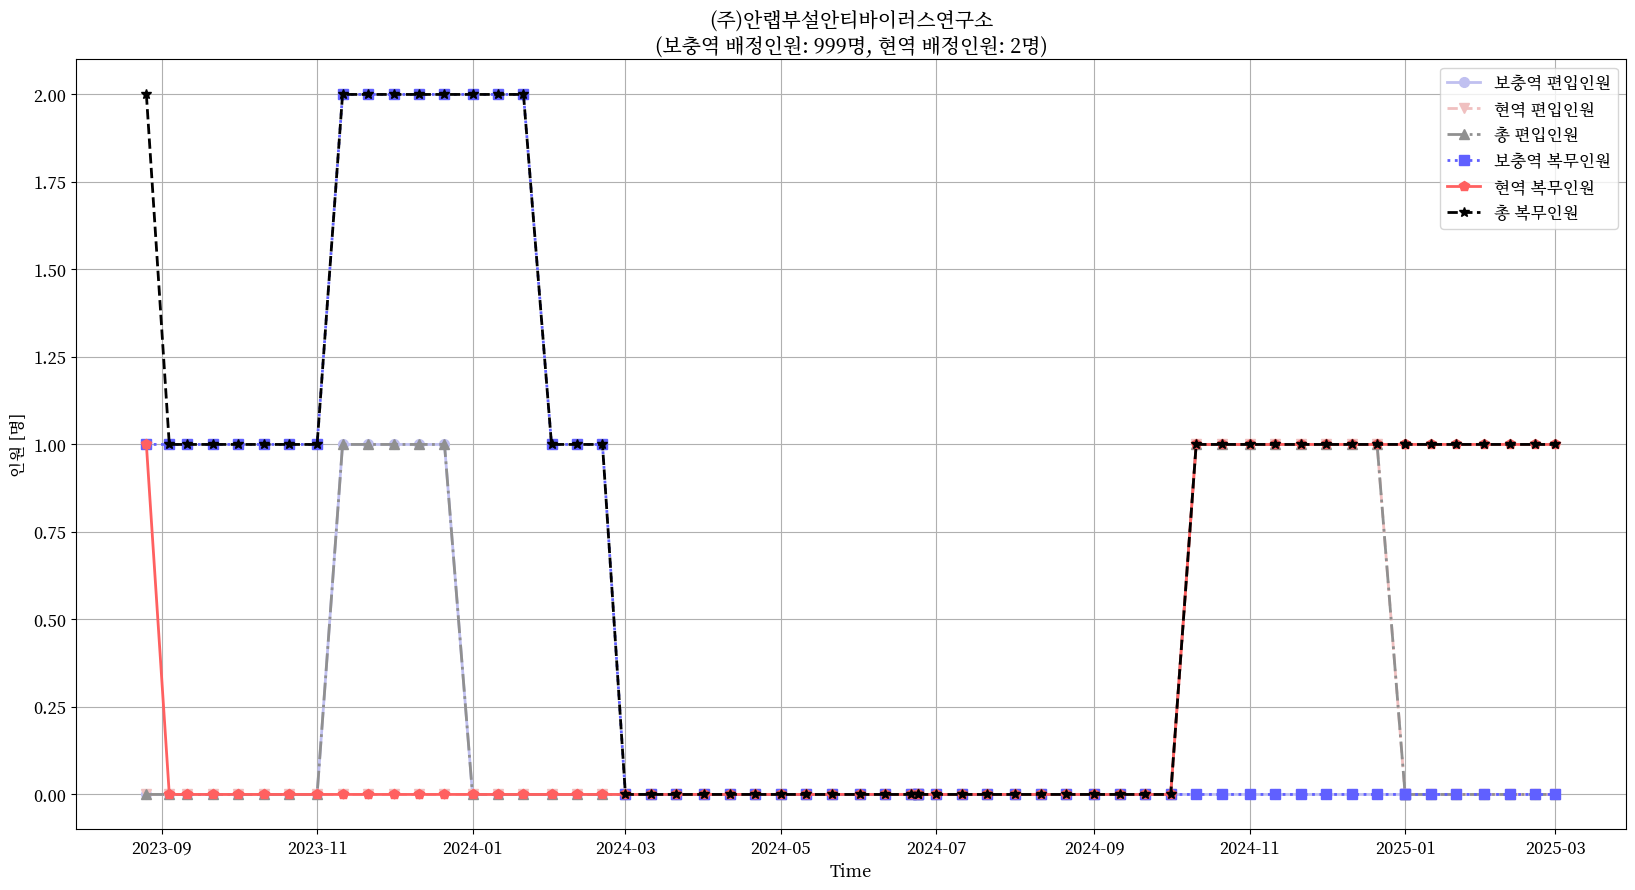 (주)안랩부설안티바이러스연구소
(보충역 배정인원: 999명, 현역 배정인원: 2명)
보충역 편입인원
현역 편입인원
총 편입인원
보충역 복무인원
현역 복무인원
총 복무인원
2.00
1.75
1.50
1.25
1.00
0.75
0.50
0.25
0.00
인원 [명]
2023-09
2023-11
2024-01
2024-03
2024-05
2024-07
2024-09
2024-11
2025-01
2025-03
Time